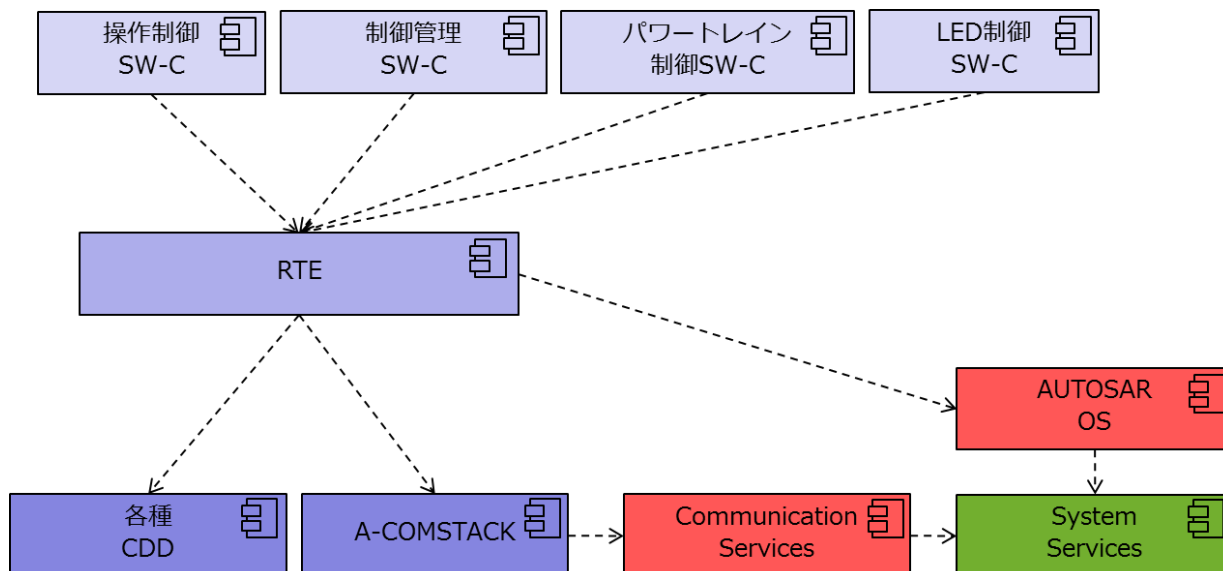 操作制御
SW-C
制御管理
SW-C
パワートレイン
制御SW-C
LED制御
SW-C
RTE
AUTOSAR
OS
各種
CDD
A-COMSTACK
Communication
Services
System
Services